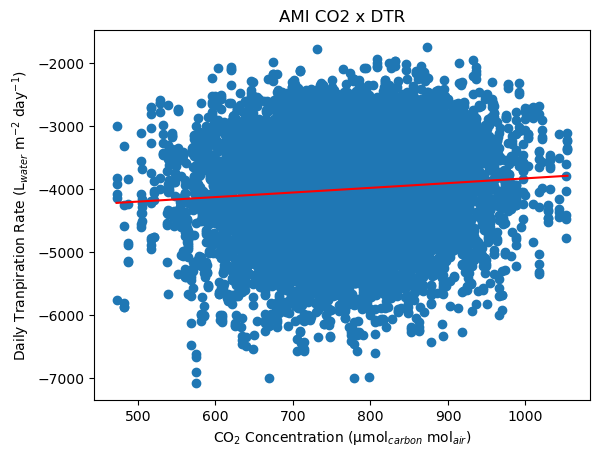 AMI CO2 x DTR
Daily Tranpiration Rate (L$_{water}$ m$^{-2}$ day$^{-1}$)
−2000
−3000
−4000
−5000
−6000
−7000
500 600 700 800 900 1000
CO$_2$ Concentration (μmol$_{carbon}$ mol$_{air}$)